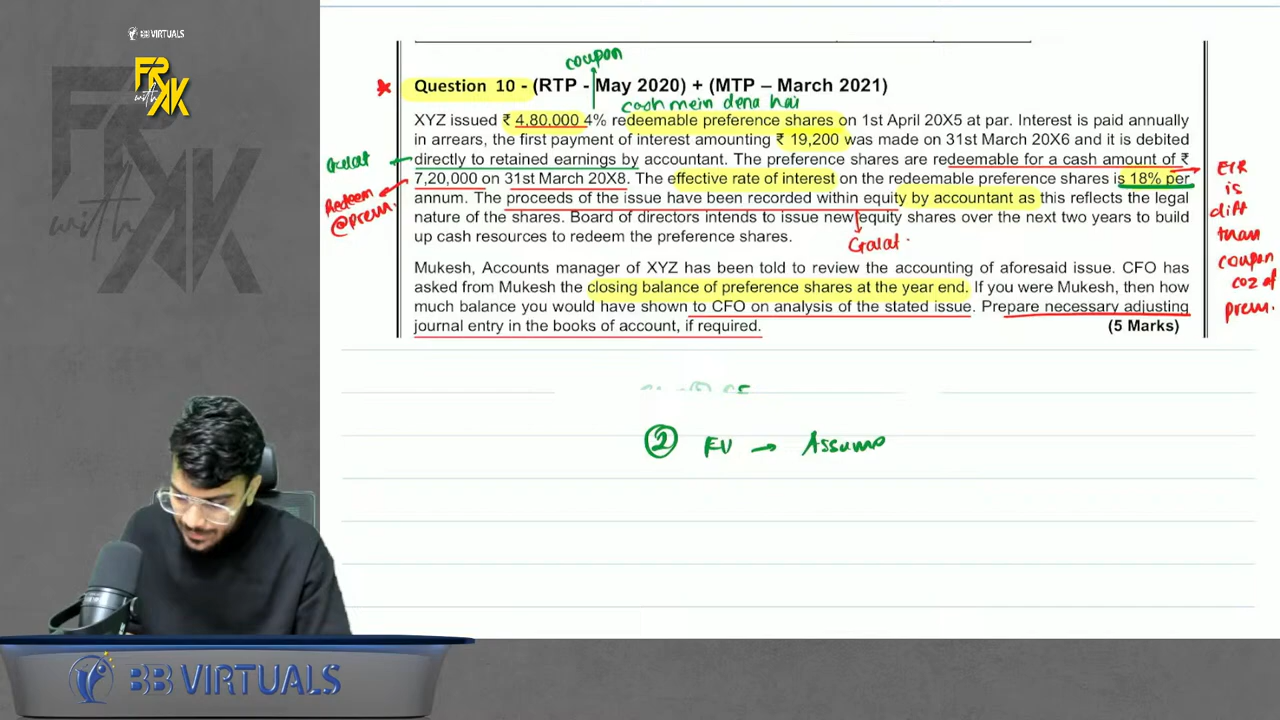 BB VIRTUALS
FR
with
AK
FR
with
AK
coupon
Question 10 - (RTP - May 2020) + (MTP – March 2021)
cash mein dena hai
XYZ issued ₹ 4,80,000 4% redeemable preference shares on 1st April 20X5 at par. Interest is paid annually
in arrears, the first payment of interest amounting ₹ 19,200 was made on 31st March 20X6 and it is debited
Galat
directly to retained earnings by accountant. The preference shares are redeemable for a cash amount of ₹
7,20,000 on 31st March 20X8. The effective rate of interest on the redeemable preference shares is 18% per
Redeem
@prem.
annum. The proceeds of the issue have been recorded within equity by accountant as this reflects the legal
nature of the shares. Board of directors intends to issue new equity shares over the next two years to build
up cash resources to redeem the preference shares.
Galat.
EIR
is
diff
than
coupon
coz of
prem.
Mukesh, Accounts manager of XYZ has been told to review the accounting of aforesaid issue. CFO has
asked from Mukesh the closing balance of preference shares at the year end. If you were Mukesh, then how
much balance you would have shown to CFO on analysis of the stated issue. Prepare necessary adjusting
journal entry in the books of account, if required.
(5 Marks)
② FV → Assume
BB VIRTUALS